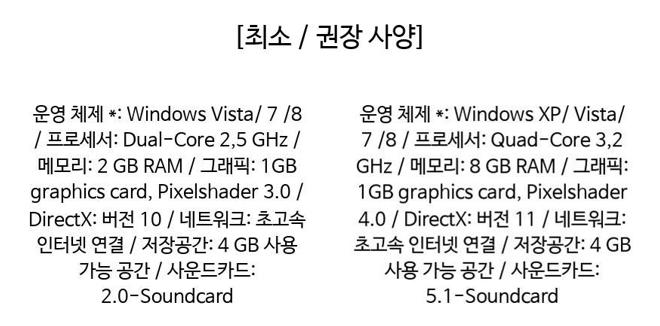 [최소 / 권장 사양]
운영 체제 *: Windows Vista/ 7 /8
/ 프로세서: Dual-Core 2,5 GHz /
메모리: 2 GB RAM / 그래픽: 1GB
graphics card, Pixelshader 3.0 /
DirectX: 버전 10 / 네트워크: 초고속
인터넷 연결 / 저장공간: 4 GB 사용
가능 공간 / 사운드카드:
2.0-Soundcard
운영 체제 *: Windows XP/ Vista/
7 /8 / 프로세서: Quad-Core 3,2
GHz / 메모리: 8 GB RAM / 그래픽:
1GB graphics card, Pixelshader
4.0 / DirectX: 버전 11 / 네트워크:
초고속 인터넷 연결 / 저장공간: 4 GB
사용 가능 공간 / 사운드카드:
5.1-Soundcard